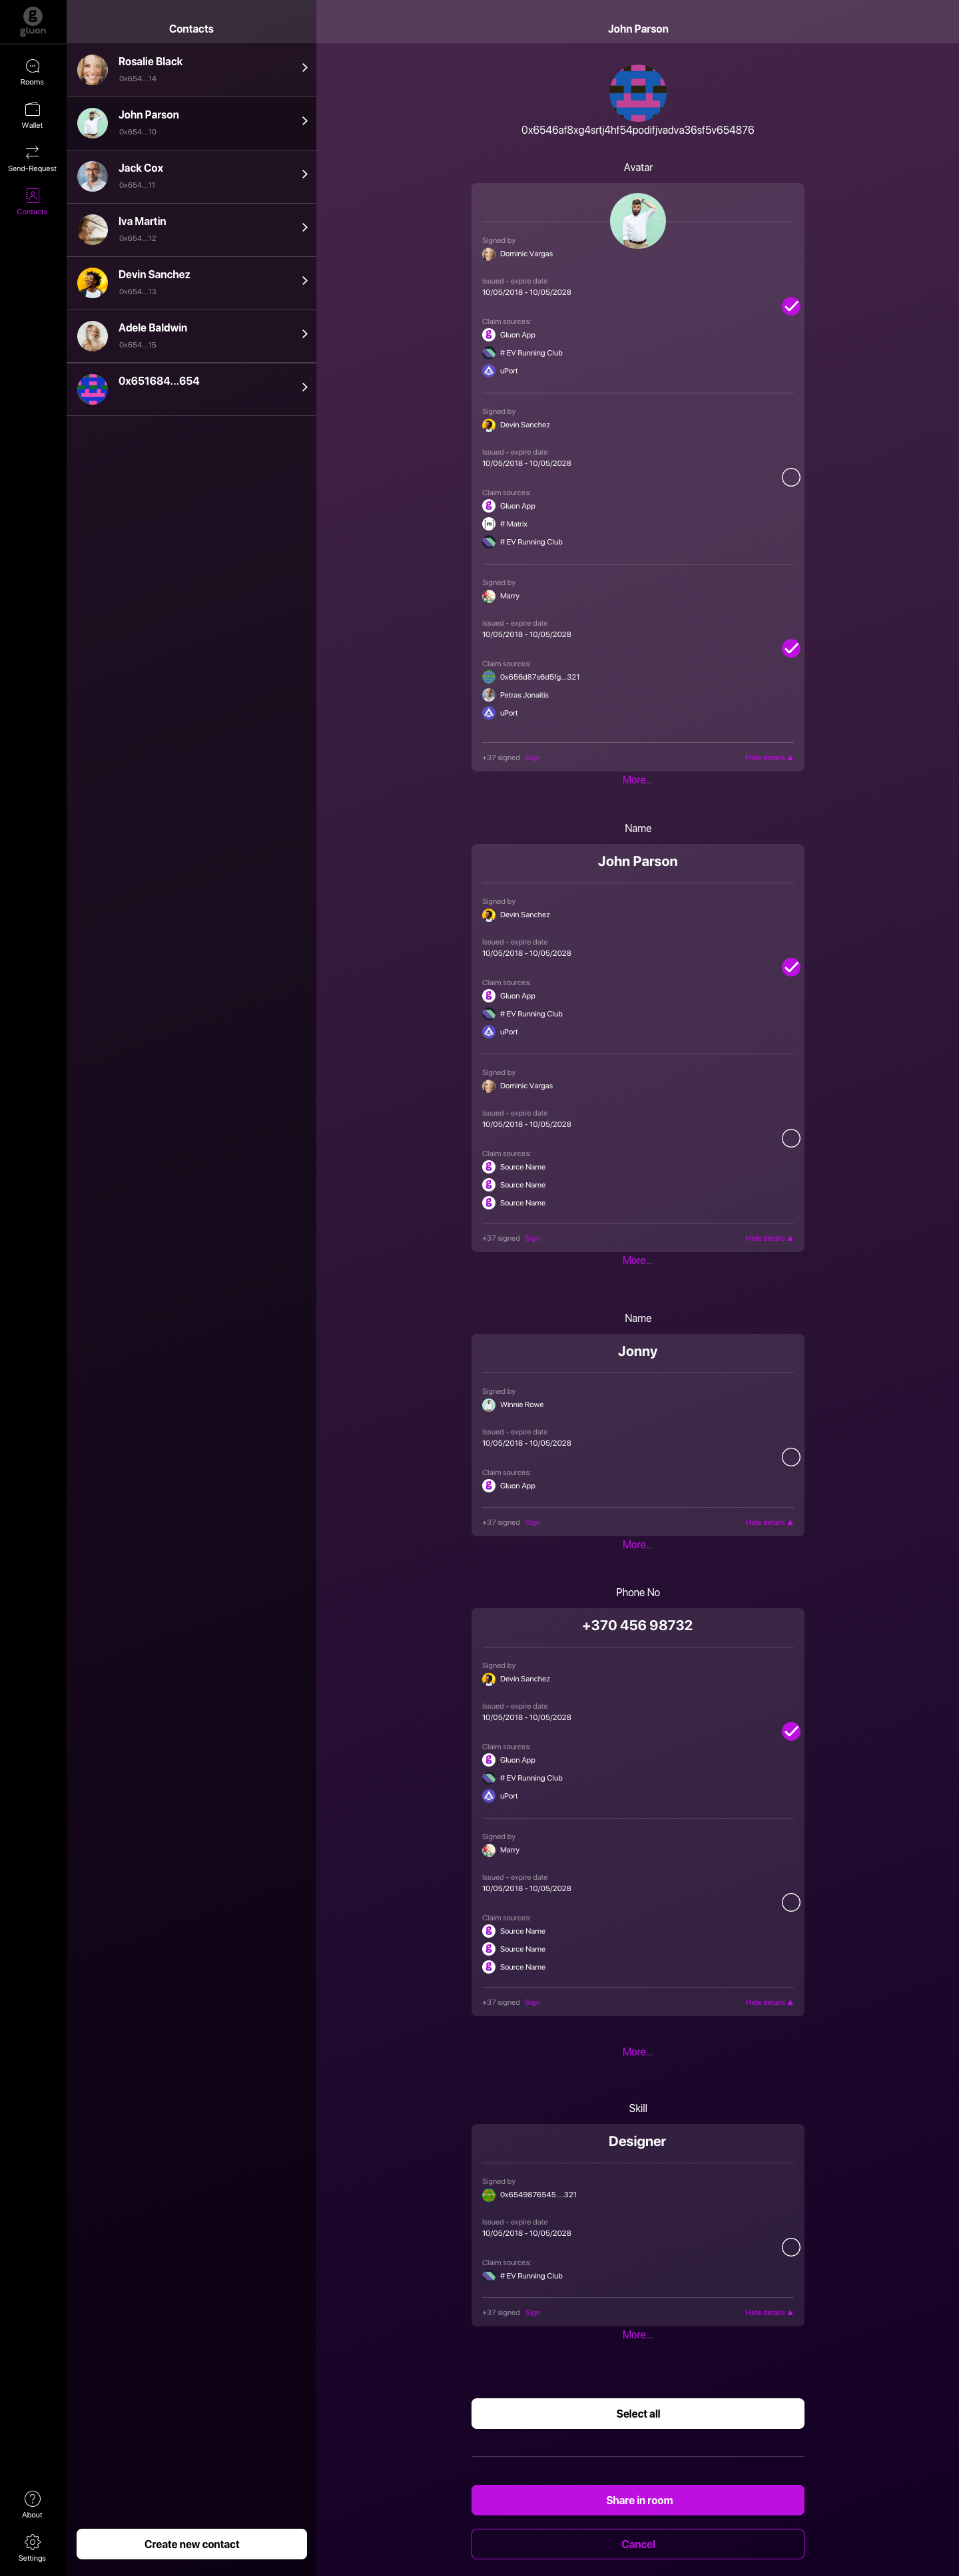 gluon
Rooms
Wallet
Send-Request
Contacts
About
Settings
Contacts
Rosalie Black
0x654...14
John Parson
0x654...10
Jack Cox
0x654...11
Iva Martin
0x654...12
Devin Sanchez
0x654...13
Adele Baldwin
0x654...15
0x651684...654
Create new contact
John Parson
0x6546af8xg4srtj4hf54podifjvadva36sf5v654876
Avatar
Signed by
Dominic Vargas
Issued - expire date
10/05/2018 - 10/05/2028
Claim sources:
Gluon App
# EV Running Club
uPort
Signed by
Devin Sanchez
Issued - expire date
10/05/2018 - 10/05/2028
Claim sources:
Gluon App
# Matrix
# EV Running Club
Signed by
Marry
Issued - expire date
10/05/2018 - 10/05/2028
Claim sources:
0x656d87s6d5fg...321
Petras Jonaitis
uPort
+37 signed Sign Hide details ▲
More...
Name
John Parson
Signed by
Devin Sanchez
Issued - expire date
10/05/2018 - 10/05/2028
Claim sources:
Gluon App
# EV Running Club
uPort
Signed by
Dominic Vargas
Issued - expire date
10/05/2018 - 10/05/2028
Claim sources:
Source Name
Source Name
Source Name
+37 signed Sign Hide details ▲
More...
Name
Jonny
Signed by
Winnie Rowe
Issued - expire date
10/05/2018 - 10/05/2028
Claim sources:
Gluon App
+37 signed Sign Hide details ▲
More...
Phone No
+370 456 98732
Signed by
Devin Sanchez
Issued - expire date
10/05/2018 - 10/05/2028
Claim sources:
Gluon App
# EV Running Club
uPort
Signed by
Marry
Issued - expire date
10/05/2018 - 10/05/2028
Claim sources:
Source Name
Source Name
Source Name
+37 signed Sign Hide details ▲
More...
Skill
Designer
Signed by
0x6549876545....321
Issued - expire date
10/05/2018 - 10/05/2028
Claim sources:
# EV Running Club
+37 signed Sign Hide details ▲
More...
Select all
Share in room
Cancel